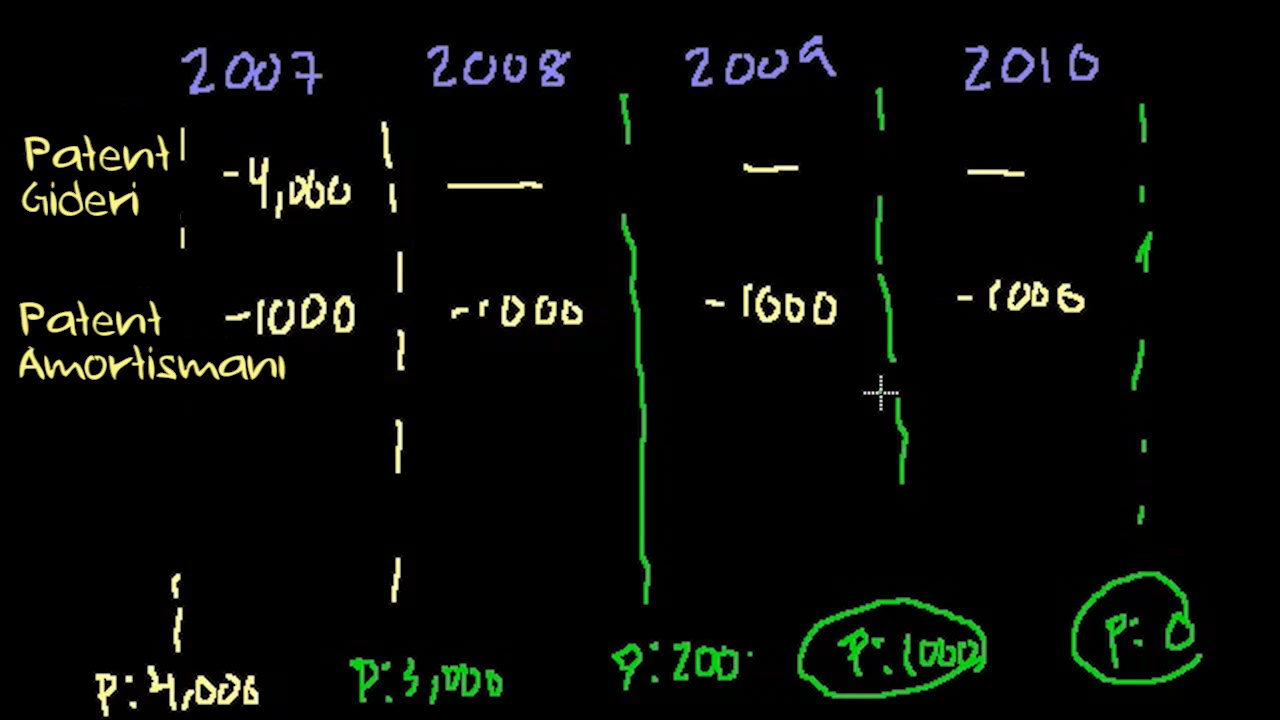 2007 2008 2009 2010
Patent
Gideri
-4,000 — — —
Patent
Amortismanı
-1000 -1000 -1000 -1000
P: 4,000 P: 3,000 P: 200 P: 1000 P: 0